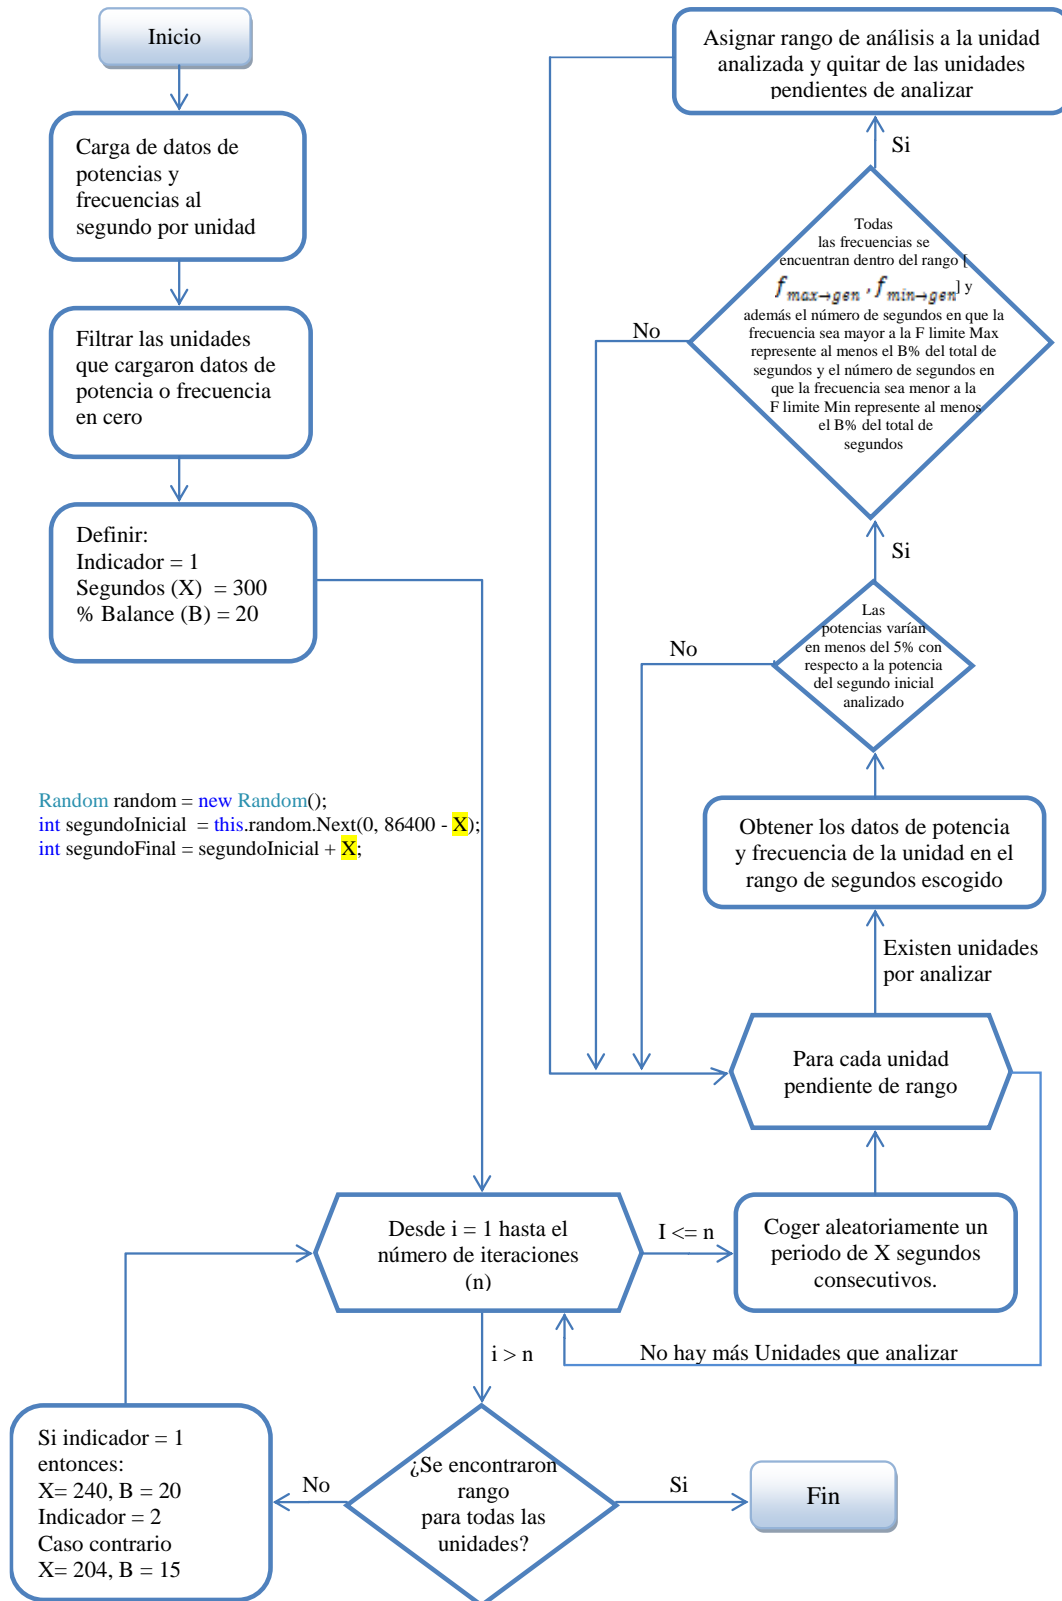 Inicio
Carga de datos de
potencias y
frecuencias al
segundo por unidad
Filtrar las unidades
que cargaron datos de
potencia o frecuencia
en cero
Definir:
Indicador = 1
Segundos (X) = 300
% Balance (B) = 20
Random random = new Random();
int segundoInicial = this.random.Next(0, 86400 - X);
int segundoFinal = segundoInicial + X;
Desde i = 1 hasta el
número de iteraciones
(n)
I <= n
Coger aleatoriamente un
periodo de X segundos
consecutivos.
Para cada unidad
pendiente de rango
Existen unidades
por analizar
Obtener los datos de potencia
y frecuencia de la unidad en el
rango de segundos escogido
Las
potencias varían
en menos del 5% con
respecto a la potencia
del segundo inicial
analizado
No
Si
Todas
las frecuencias se
encuentran dentro del rango [
f max→gen , f min→gen] y
además el número de segundos en que la
frecuencia sea mayor a la F limite Max
represente al menos el B% del total de
segundos y el número de segundos en
que la frecuencia sea menor a la
F limite Min represente al menos
el B% del total de
segundos
No
Si
Asignar rango de análisis a la unidad
analizada y quitar de las unidades
pendientes de analizar
No hay más Unidades que analizar
i > n
¿Se encontraron
rango
para todas las
unidades?
No
Si
Si indicador = 1
entonces:
X= 240, B = 20
Indicador = 2
Caso contrario
X= 204, B = 15
Fin